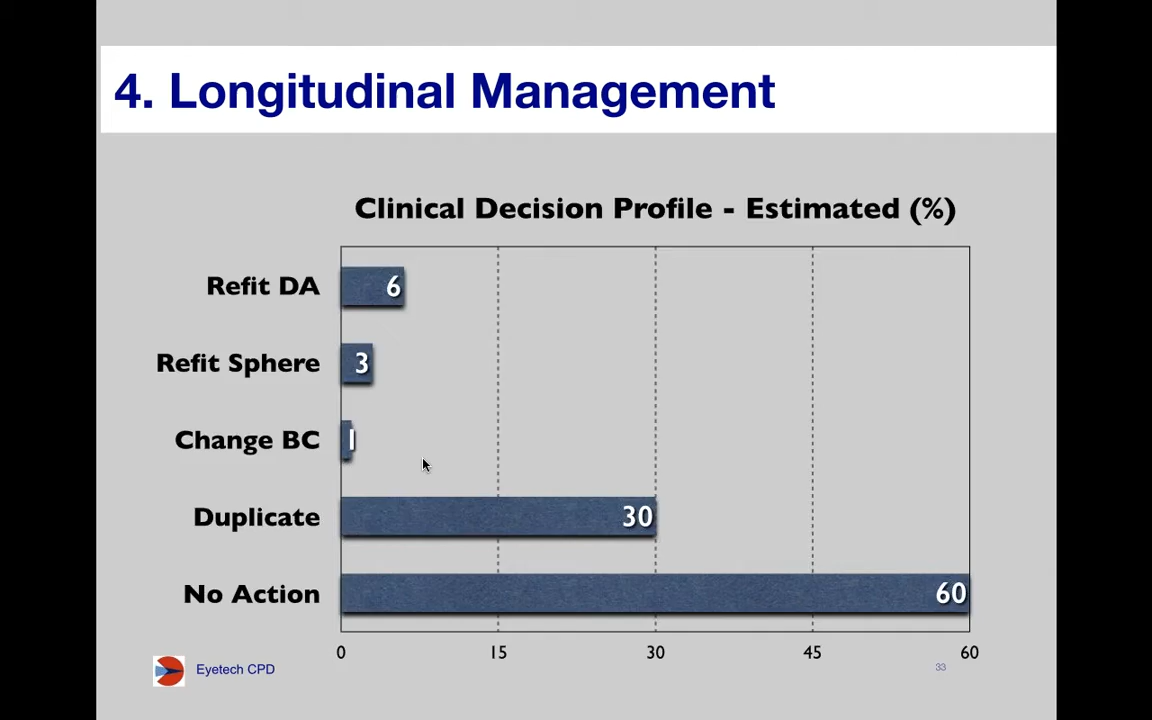 4. Longitudinal Management
Clinical Decision Profile - Estimated (%)
Refit DA 6
Refit Sphere 3
Change BC 1
Duplicate 30
No Action 60
0 15 30 45 60
Eyetech CPD 33